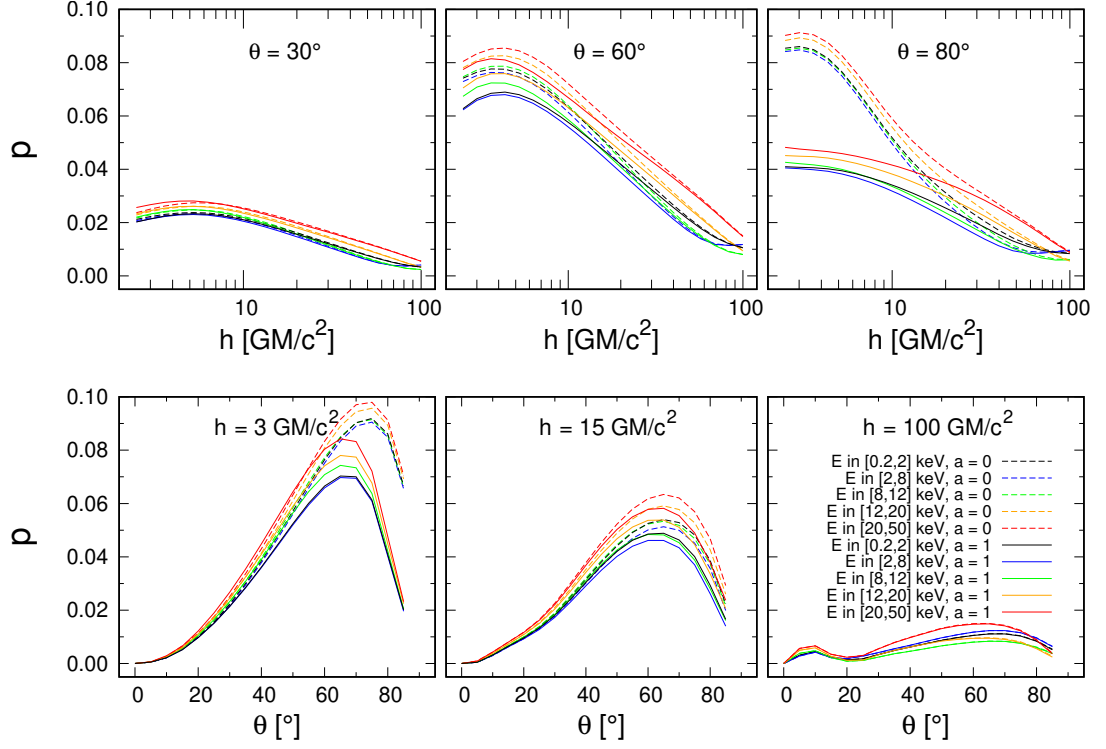 θ = 30°
θ = 60°
θ = 80°
p
0.10
0.08
0.06
0.04
0.02
0.00
10 100
10 100
10 100
h [GM/c²]
h [GM/c²]
h [GM/c²]
h = 3 GM/c²
h = 15 GM/c²
h = 100 GM/c²
E in [0.2,2] keV, a = 0
E in [2,8] keV, a = 0
E in [8,12] keV, a = 0
E in [12,20] keV, a = 0
E in [20,50] keV, a = 0
E in [0.2,2] keV, a = 1
E in [2,8] keV, a = 1
E in [8,12] keV, a = 1
E in [12,20] keV, a = 1
E in [20,50] keV, a = 1
p
0.10
0.08
0.06
0.04
0.02
0.00
0 20 40 60 80
0 20 40 60 80
0 20 40 60 80
θ [°]
θ [°]
θ [°]